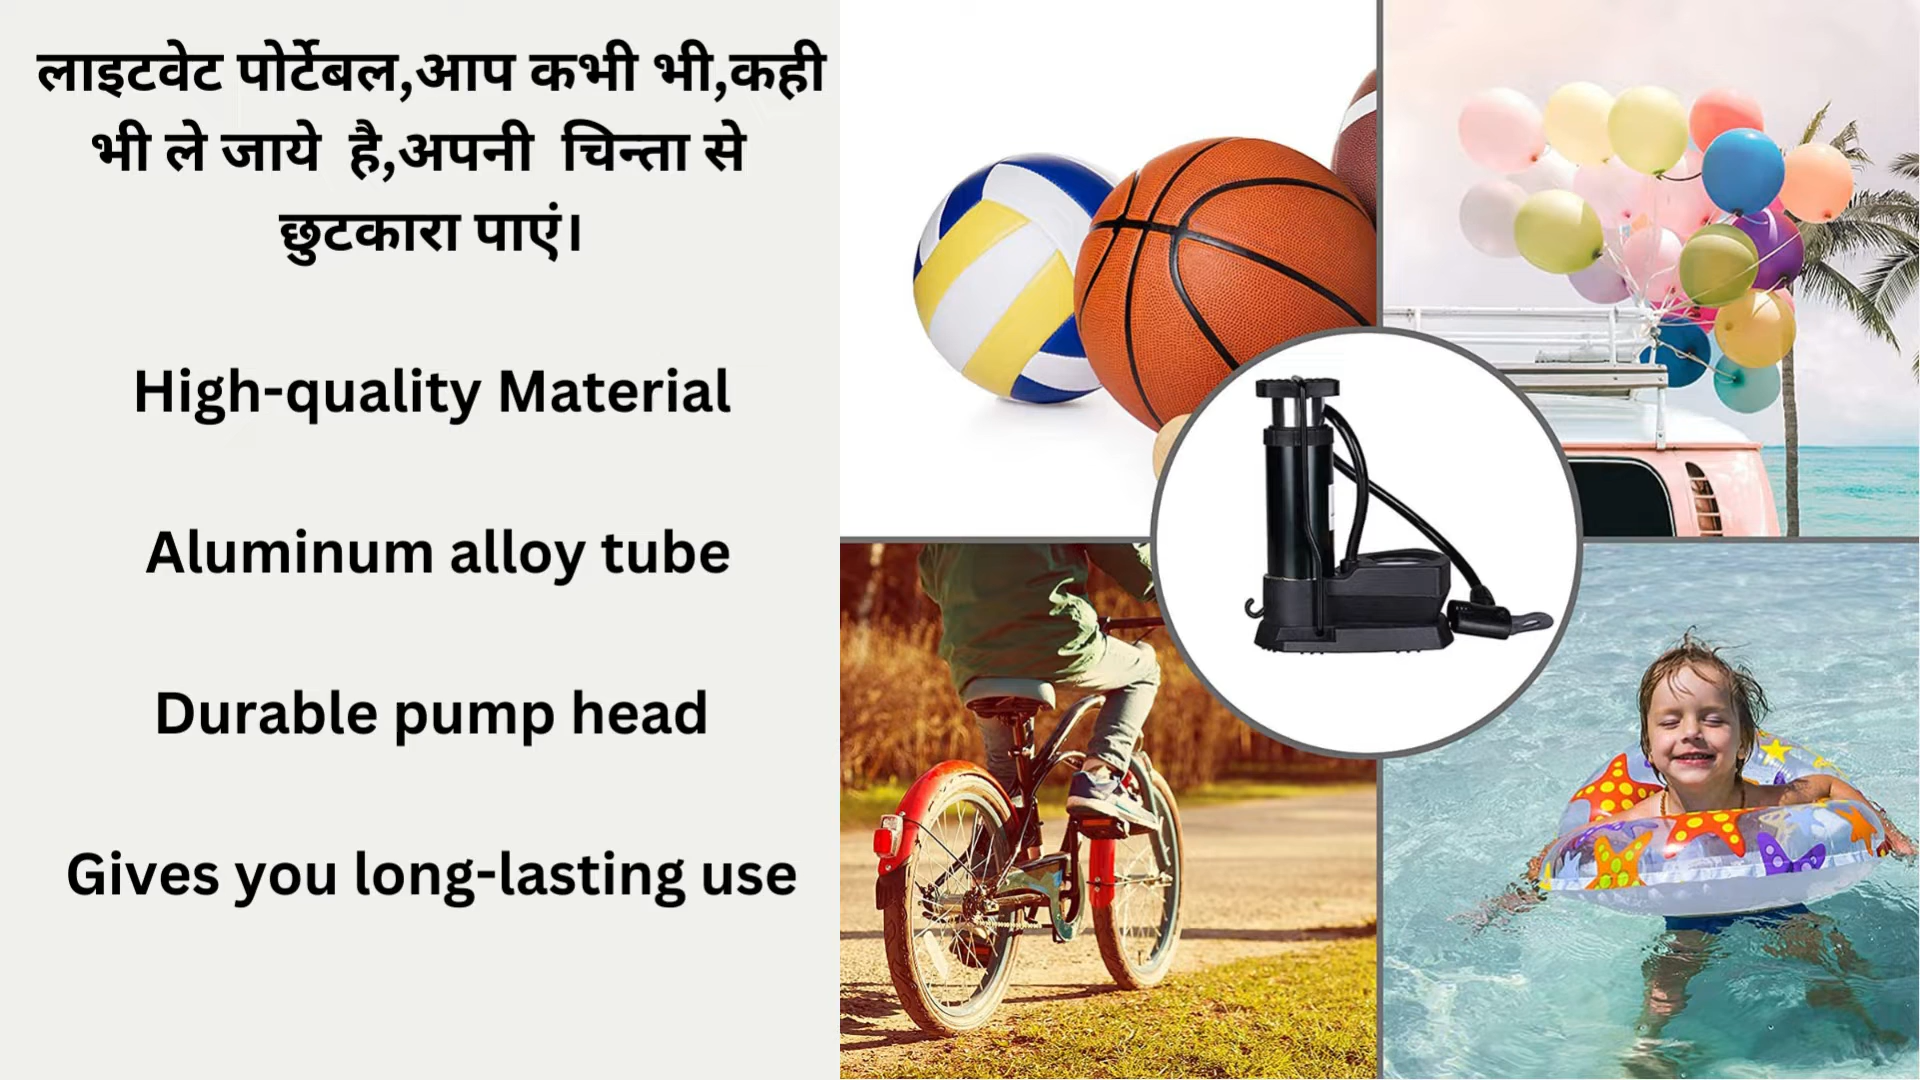 लाइटवेट पोर्टेबल,आप कभी भी,कही
भी ले जाये है,अपनी चिन्ता से
छुटकारा पाएं।
High-quality Material
Aluminum alloy tube
Durable pump head
Gives you long-lasting use